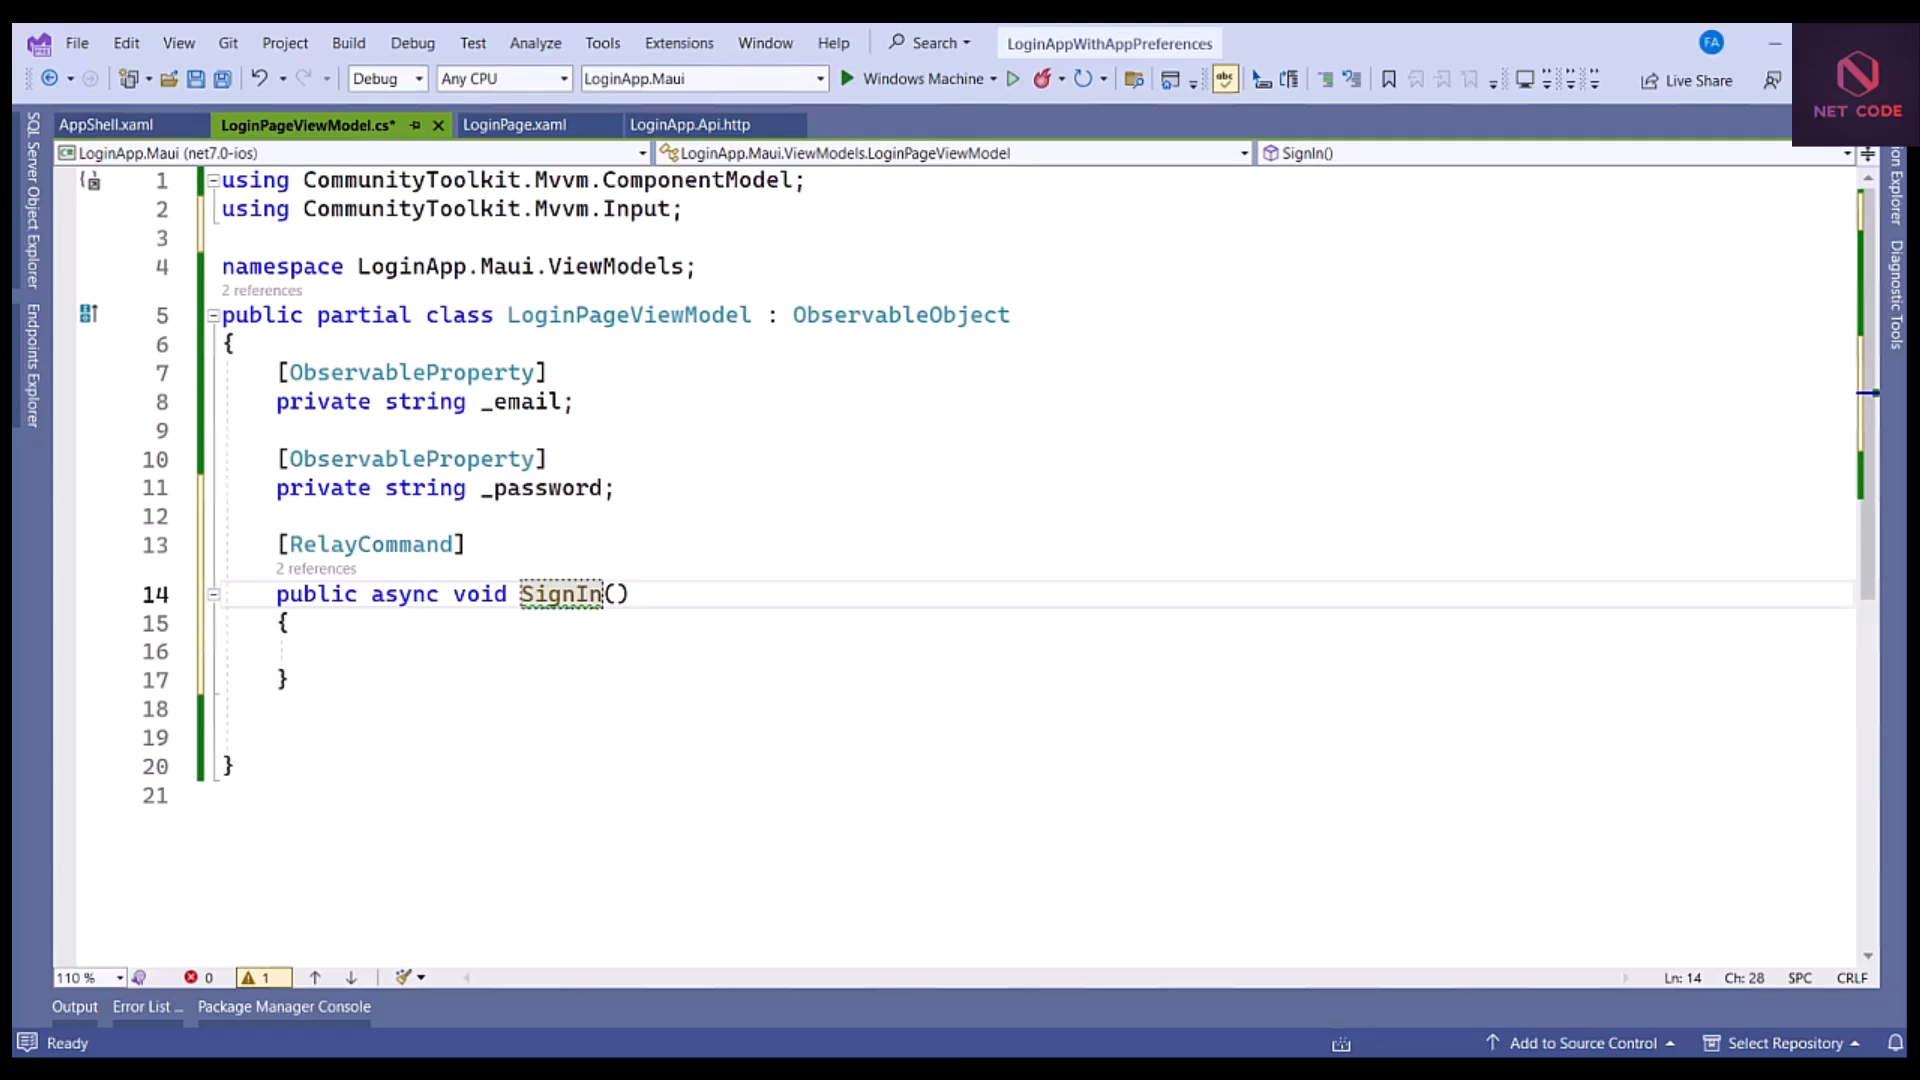 File Edit View Git Project Build Debug Test Analyze Tools Extensions Window Help Search LoginAppWithAppPreferences FA
Debug Any CPU LoginApp.Maui Windows Machine abc Live Share
NET CODE
AppShell.xaml LoginPageViewModel.cs* LoginPage.xaml LoginApp.Api.http
LoginApp.Maui (net7.0-ios) LoginApp.Maui.ViewModels.LoginPageViewModel SignIn()
SQL Server Object Explorer
Endpoints Explorer
1 using CommunityToolkit.Mvvm.ComponentModel;
2 using CommunityToolkit.Mvvm.Input;
3
4 namespace LoginApp.Maui.ViewModels;
2 references
5 public partial class LoginPageViewModel : ObservableObject
6 {
7 [ObservableProperty]
8 private string _email;
9
10 [ObservableProperty]
11 private string _password;
12
13 [RelayCommand]
2 references
14 public async void SignIn()
15 {
16
17 }
18
19
20 }
21
ion Explorer
Diagnostic Tools
110 % 0 1 Ln: 14 Ch: 28 SPC CRLF
Output Error List ... Package Manager Console
Ready Add to Source Control Select Repository